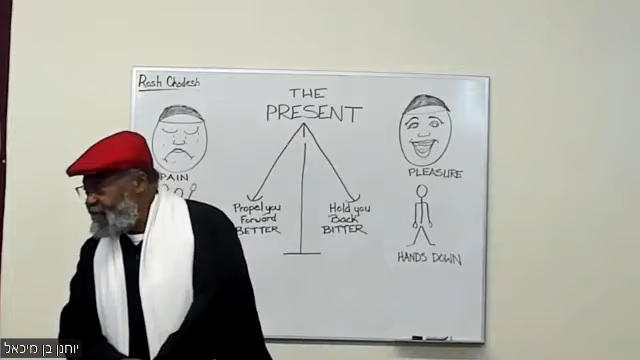 Rosh Chodesh
THE
PRESENT
PAIN
PLEASURE
Propel you
Forward
BETTER
Hold you
Back
BITTER
HANDS DOWN
יוחנן בן מיכאל